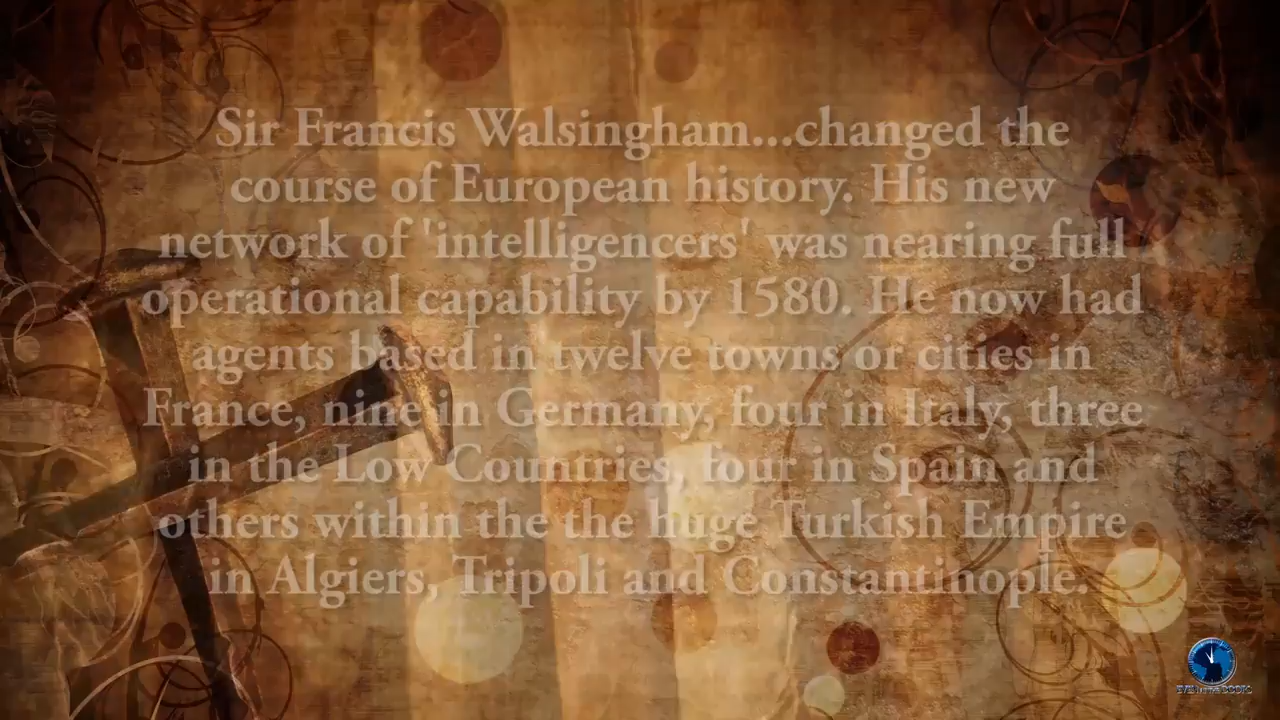 Sir Francis Walsingham...changed the
course of European history. His new
network of 'intelligencers' was nearing full
operational capability by 1580. He now had
agents based in twelve towns or cities in
France, nine in Germany, four in Italy, three
in the Low Countries, four in Spain and
others within the the huge Turkish Empire
in Algiers, Tripoli and Constantinople.